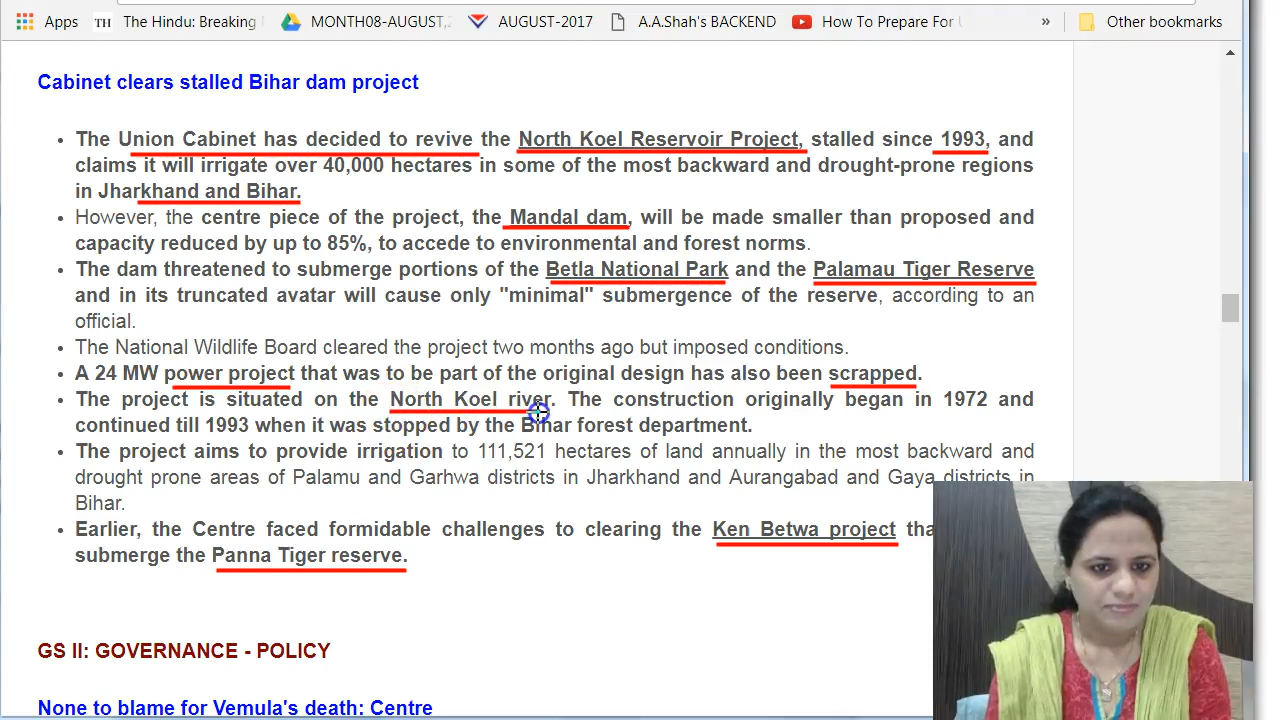 Apps TH The Hindu: Breaking MONTH08-AUGUST, AUGUST-2017 A.A.Shah's BACKEND How To Prepare For » Other bookmarks
Cabinet clears stalled Bihar dam project
• The Union Cabinet has decided to revive the North Koel Reservoir Project, stalled since 1993, and
claims it will irrigate over 40,000 hectares in some of the most backward and drought-prone regions
in Jharkhand and Bihar.
• However, the centre piece of the project, the Mandal dam, will be made smaller than proposed and
capacity reduced by up to 85%, to accede to environmental and forest norms.
• The dam threatened to submerge portions of the Betla National Park and the Palamau Tiger Reserve
and in its truncated avatar will cause only "minimal" submergence of the reserve, according to an
official.
• The National Wildlife Board cleared the project two months ago but imposed conditions.
• A 24 MW power project that was to be part of the original design has also been scrapped.
• The project is situated on the North Koel river. The construction originally began in 1972 and
continued till 1993 when it was stopped by the Bihar forest department.
• The project aims to provide irrigation to 111,521 hectares of land annually in the most backward and
drought prone areas of Palamu and Garhwa districts in Jharkhand and Aurangabad and Gaya districts in
Bihar.
• Earlier, the Centre faced formidable challenges to clearing the Ken Betwa project
submerge the Panna Tiger reserve.
GS II: GOVERNANCE - POLICY
None to blame for Vemula's death: Centre